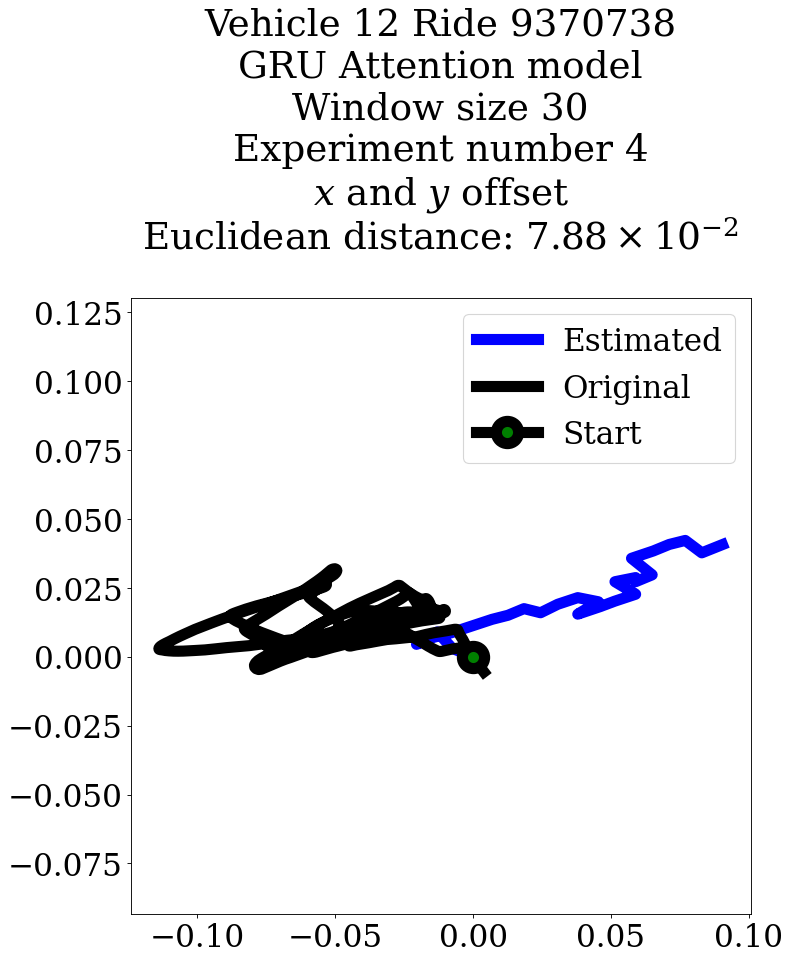 Vehicle 12 Ride 9370738
GRU Attention model
Window size 30
Experiment number 4
x and y offset
Euclidean distance: 7.88 × 10⁻²
0.125
0.100
0.075
0.050
0.025
0.000
−0.025
−0.050
−0.075
Estimated
Original
Start
−0.10 −0.05 0.00 0.05 0.10